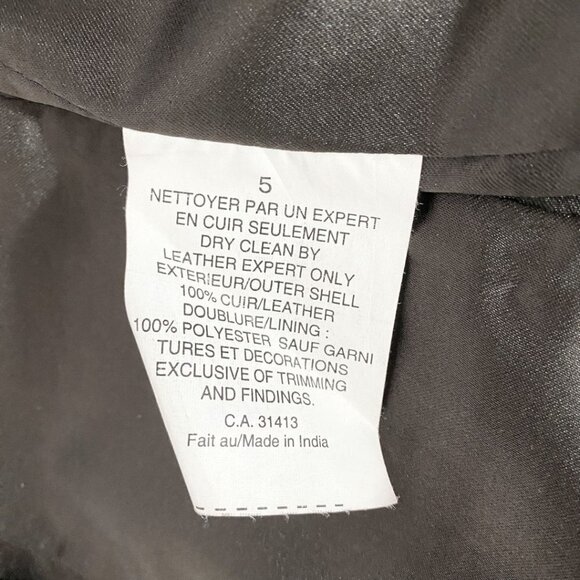 5
NETTOYER PAR UN EXPERT
EN CUIR SEULEMENT
DRY CLEAN BY
LEATHER EXPERT ONLY
EXTERIEUR/OUTER SHELL
100% CUIR/LEATHER
DOUBLURE/LINING :
100% POLYESTER SAUF GARNI
TURES ET DECORATIONS
EXCLUSIVE OF TRIMMING
AND FINDINGS.
C.A. 31413
Fait au/Made in India